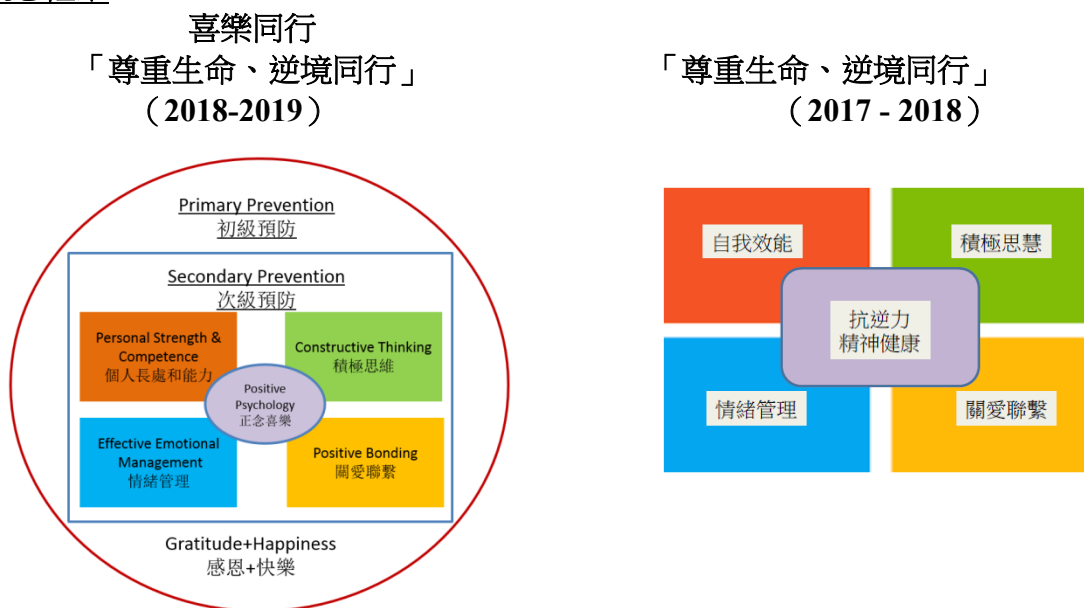 喜樂同行
「尊重生命、逆境同行」
（2018-2019）
Primary Prevention
初級預防
Secondary Prevention
次級預防
Personal Strength &
Competence
個人長處和能力
Constructive Thinking
積極思維
Positive
Psychology
正念喜樂
Effective Emotional
Management
情緒管理
Positive Bonding
關愛聯繫
Gratitude+Happiness
感恩+快樂
「尊重生命、逆境同行」
（2017 - 2018）
自我效能
積極思慧
抗逆力
精神健康
情緒管理
關愛聯繫